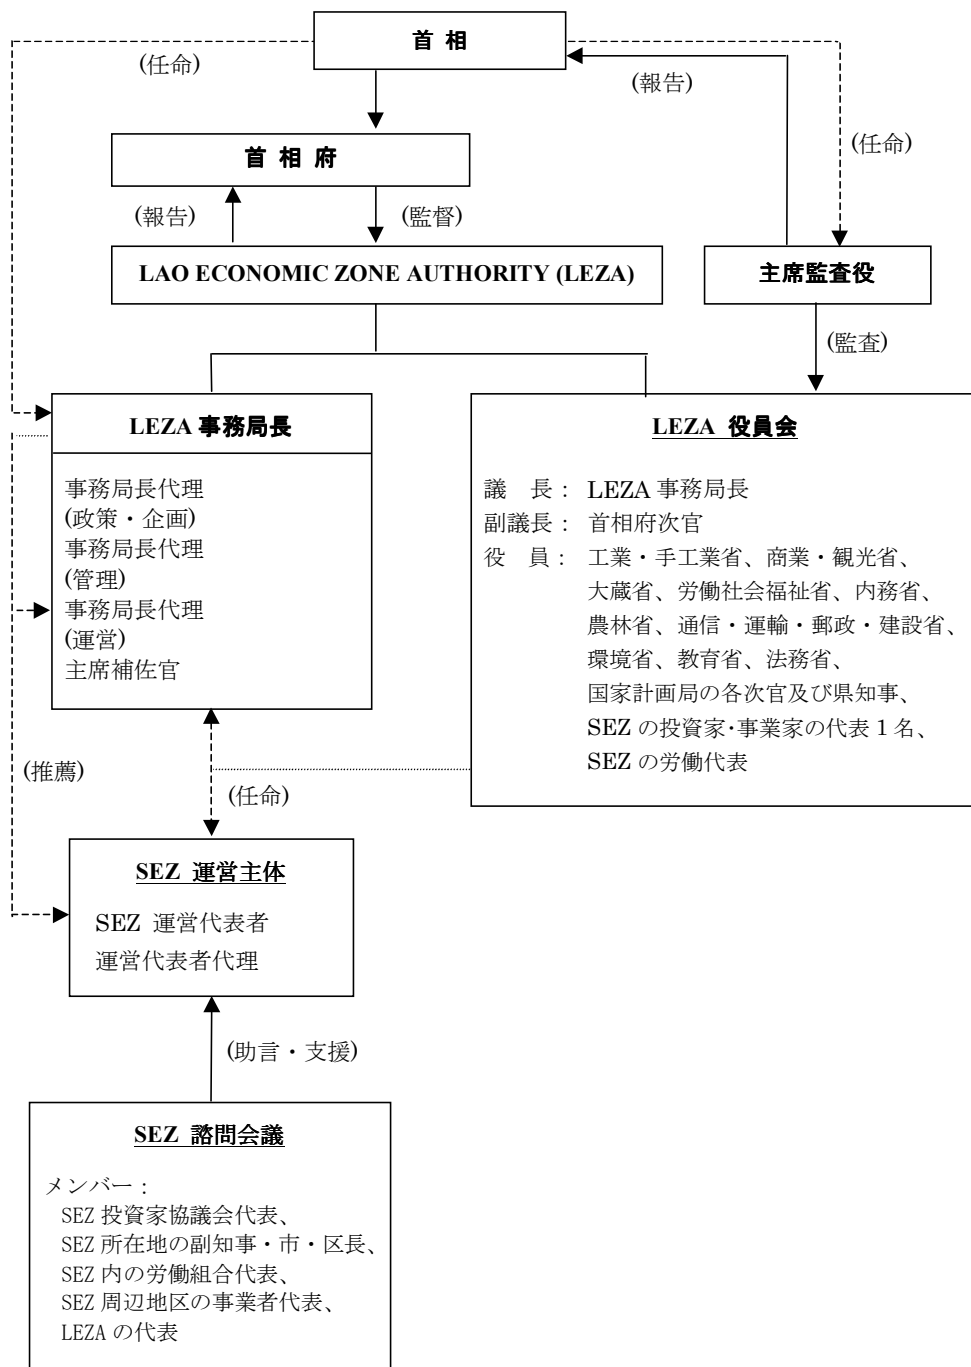 首 相
(任命)
(報告)
(任命)
首 相 府
(報告)
(監督)
LAO ECONOMIC ZONE AUTHORITY (LEZA)
主席監査役
(監査)
LEZA 事務局長
事務局長代理
(政策・企画)
事務局長代理
(管理)
事務局長代理
(運営)
主席補佐官
LEZA 役員会
議 長： LEZA 事務局長
副議長： 首相府次官
役 員： 工業・手工業省、商業・観光省、
大蔵省、労働社会福祉省、内務省、
農林省、通信・運輸・郵政・建設省、
環境省、教育省、法務省、
国家計画局の各次官及び県知事、
SEZ の投資家･事業家の代表 1 名、
SEZ の労働代表
(推薦)
(任命)
SEZ 運営主体
SEZ 運営代表者
運営代表者代理
(助言・支援)
SEZ 諮問会議
メンバー：
SEZ 投資家協議会代表、
SEZ 所在地の副知事・市・区長、
SEZ 内の労働組合代表、
SEZ 周辺地区の事業者代表、
LEZA の代表